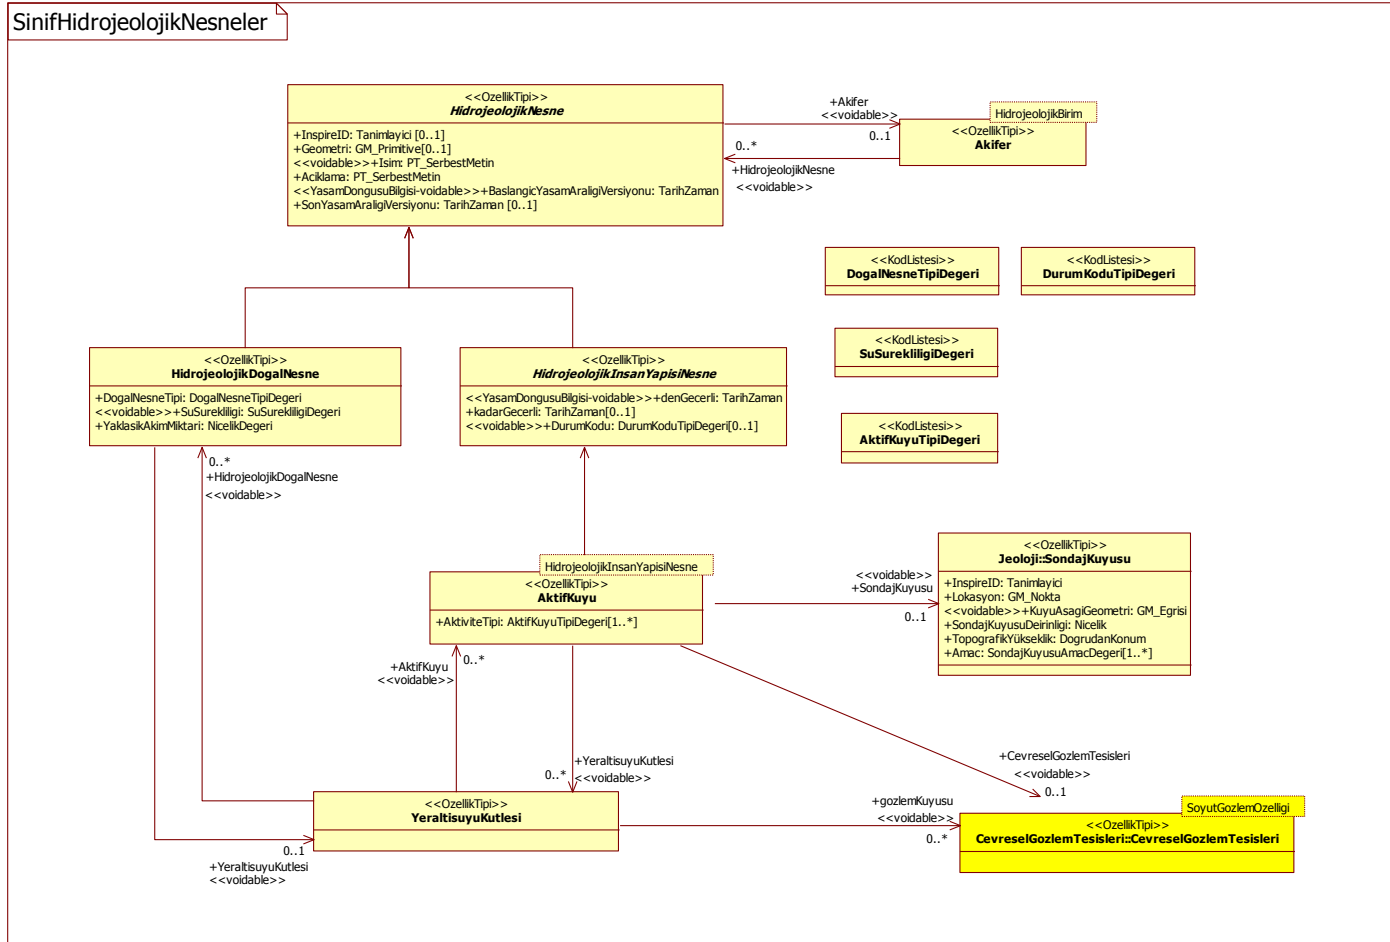 SinifHidrojeolojikNesneler
<<OzellikTipi>>
HidrojeolojikNesne
+InspireID: Tanimlayici [0..1]
+Geometri: GM_Primitive[0..1]
<<voidable>>+Isim: PT_SerbestMetin
+Aciklama: PT_SerbestMetin
<<YasamDongusuBilgisi-voidable>>+BaslangicYasamAraligiVersiyonu: TarihZaman
+SonYasamAraligiVersiyonu: TarihZaman [0..1]
+Akifer
<<voidable>>
0..1
0..*
+HidrojeolojikNesne
<<voidable>>
HidrojeolojikBirim
<<OzellikTipi>>
Akifer
<<KodListesi>>
DogalNesneTipiDegeri
<<KodListesi>>
DurumKoduTipiDegeri
<<KodListesi>>
SuSurekliligiDegeri
<<KodListesi>>
AktifKuyuTipiDegeri
<<OzellikTipi>>
HidrojeolojikDogalNesne
+DogalNesneTipi: DogalNesneTipiDegeri
<<voidable>>+SuSurekliligi: SuSurekliligiDegeri
+YaklasikAkimMiktari: NicelikDegeri
<<OzellikTipi>>
HidrojeolojikInsanYapisiNesne
<<YasamDongusuBilgisi-voidable>>+denGecerli: TarihZaman
+kadarGecerli: TarihZaman[0..1]
<<voidable>>+DurumKodu: DurumKoduTipiDegeri[0..1]
0..*
+HidrojeolojikDogalNesne
<<voidable>>
HidrojeolojikInsanYapisiNesne
<<OzellikTipi>>
AktifKuyu
+AktiviteTipi: AktifKuyuTipiDegeri[1..*]
<<voidable>>
+SondajKuyusu
0..1
<<OzellikTipi>>
Jeoloji::SondajKuyusu
+InspireID: Tanimlayici
+Lokasyon: GM_Nokta
<<voidable>>+KuyuAsagiGeometri: GM_Egrisi
+SondajKuyusuDeirinligi: Nicelik
+TopografikYükseklik: DogrudanKonum
+Amac: SondajKuyusuAmacDegeri[1..*]
0..*
+AktifKuyu
<<voidable>>
+YeraltisuyuKutlesi
0..*
<<voidable>>
+CevreselGozlemTesisleri
<<voidable>>
0..1
<<OzellikTipi>>
YeraltisuyuKutlesi
0..1
+YeraltisuyuKutlesi
<<voidable>>
+gozlemKuyusu
<<voidable>>
0..*
SoyutGozlemOzelligi
<<OzellikTipi>>
CevreselGozlemTesisleri::CevreselGozlemTesisleri